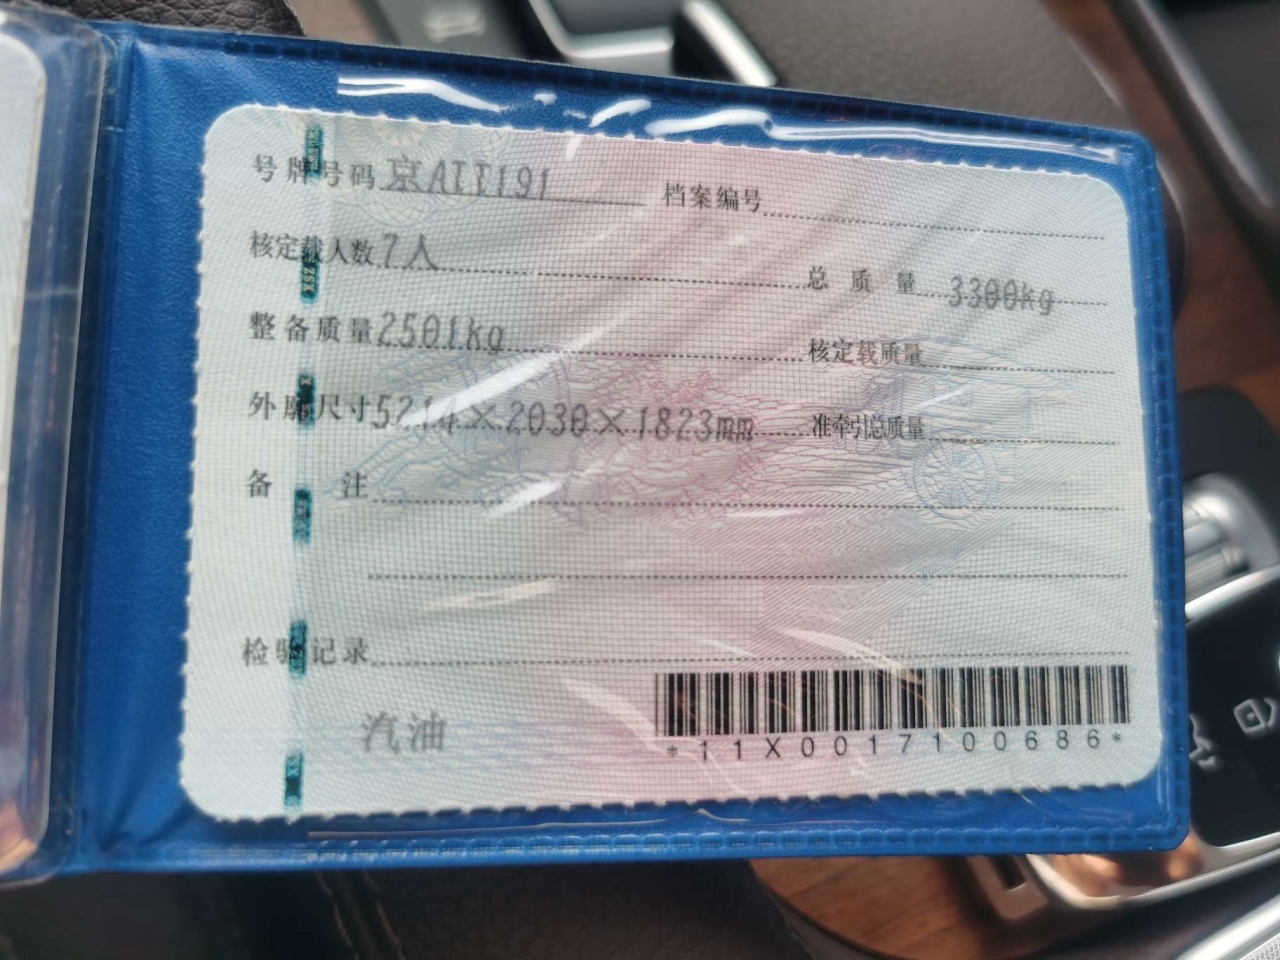 号牌号码 京AII191 档案编号
核定载人数 7人
总质量 3300kg
整备质量 2501kg 核定载质量
外廓尺寸 5214×2030×1823mm 准牵引总质量
备注
检验记录
汽油
*11X0017100686*